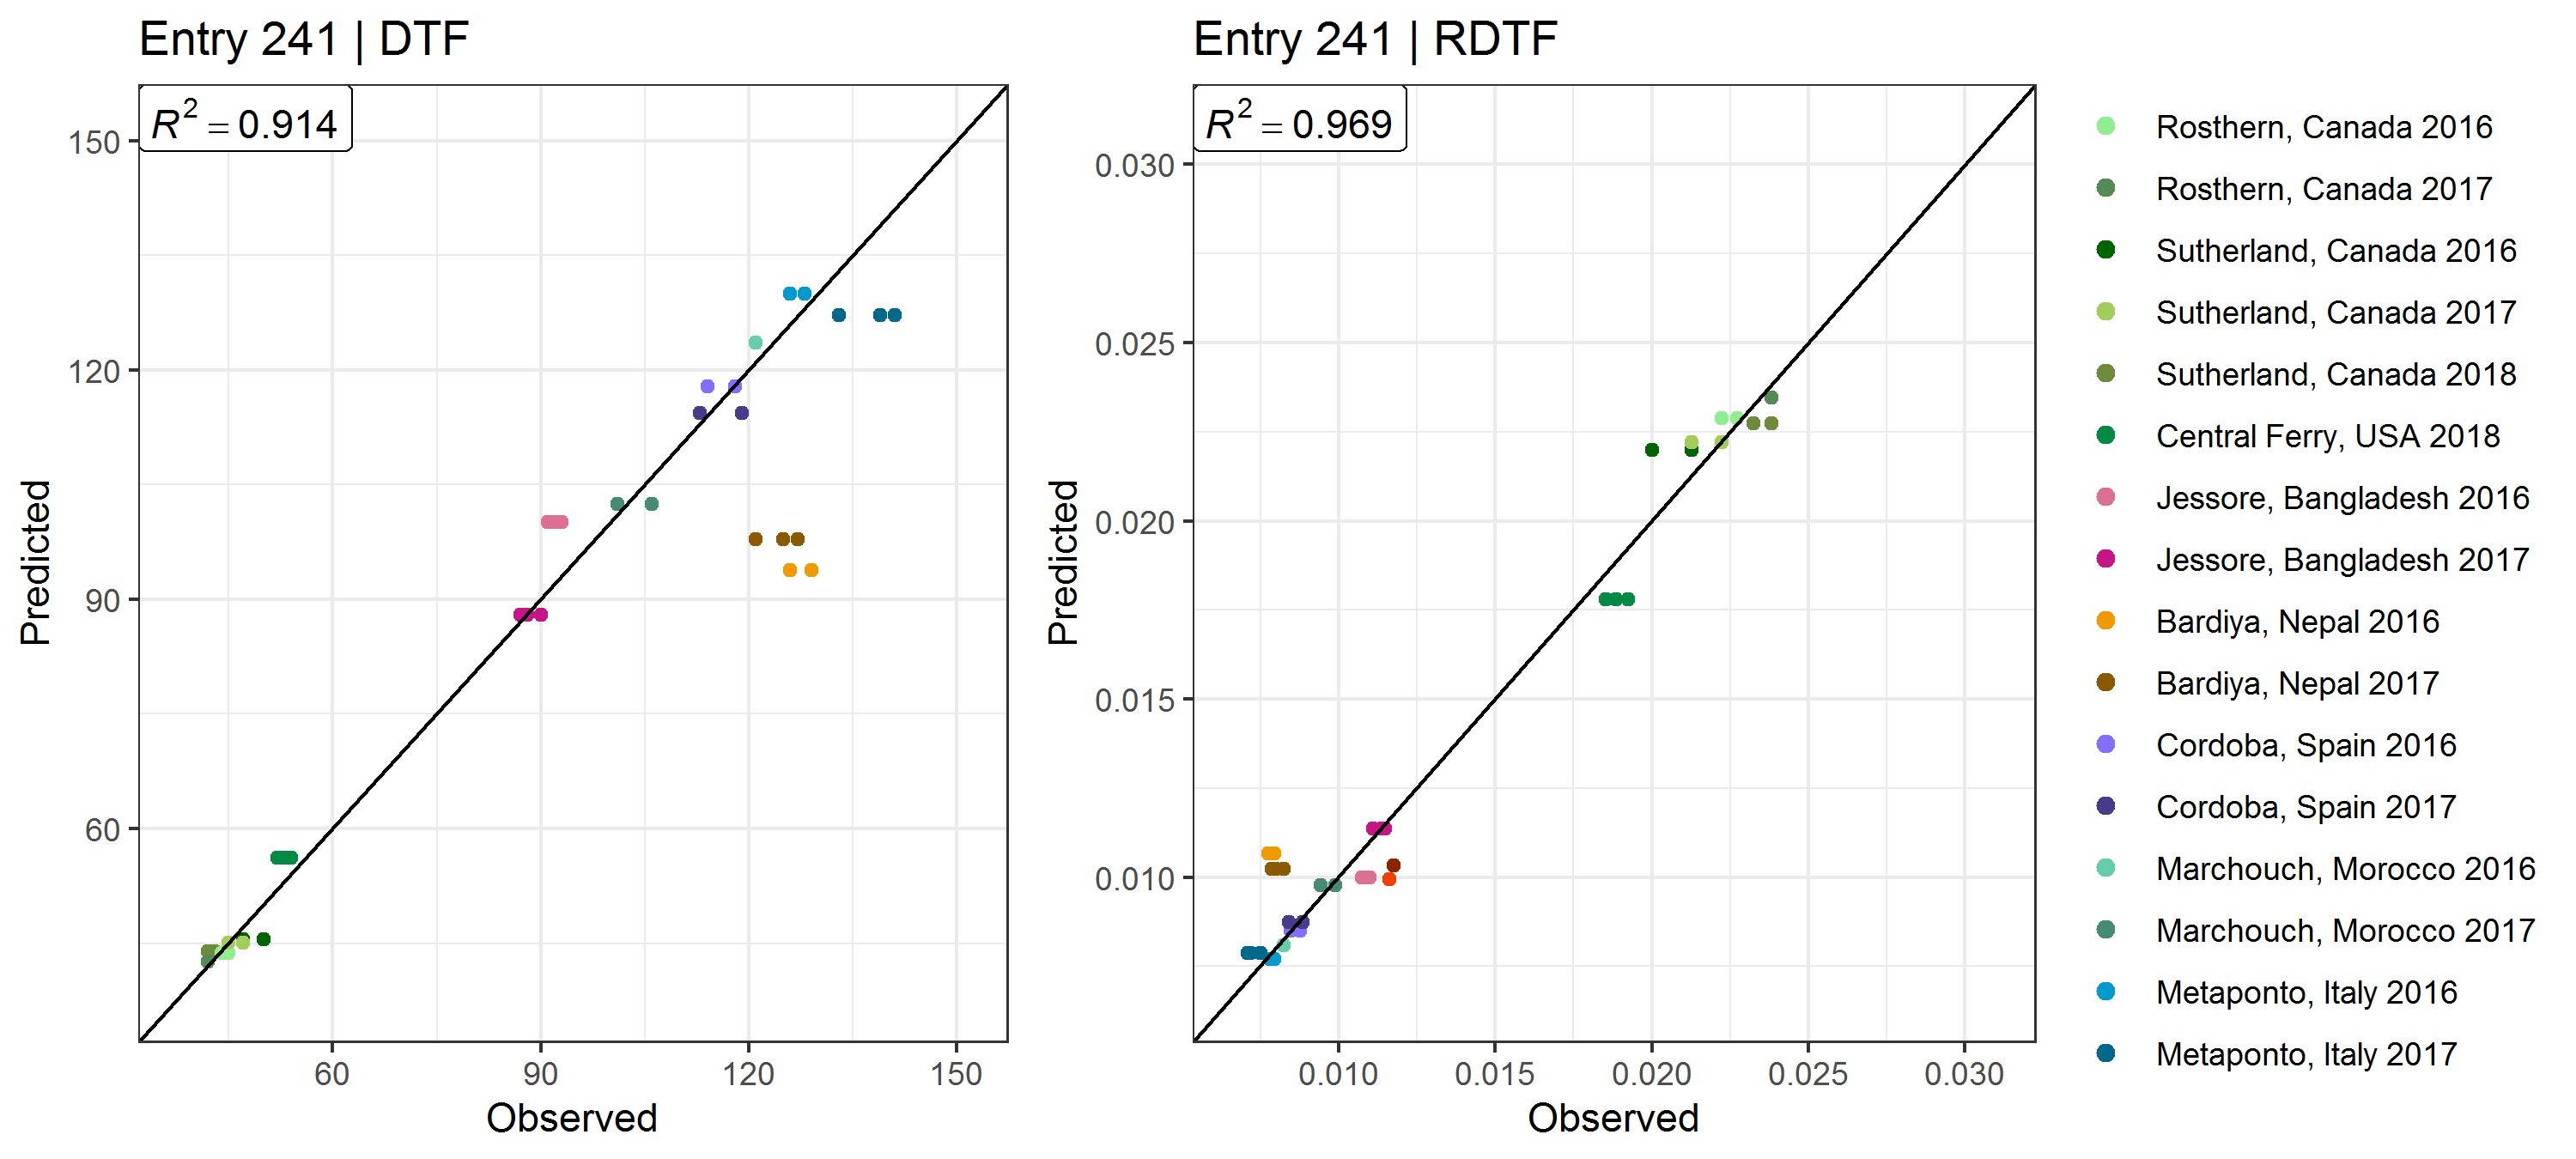 Entry 241 | DTF
R² = 0.914
150
120
90
60
Predicted
60
90
120
150
Observed
Entry 241 | RDTF
R² = 0.969
0.030
0.025
0.020
0.015
0.010
Predicted
0.010
0.015
0.020
0.025
0.030
Observed
Rosthern, Canada 2016
Rosthern, Canada 2017
Sutherland, Canada 2016
Sutherland, Canada 2017
Sutherland, Canada 2018
Central Ferry, USA 2018
Jessore, Bangladesh 2016
Jessore, Bangladesh 2017
Bardiya, Nepal 2016
Bardiya, Nepal 2017
Cordoba, Spain 2016
Cordoba, Spain 2017
Marchouch, Morocco 2016
Marchouch, Morocco 2017
Metaponto, Italy 2016
Metaponto, Italy 2017